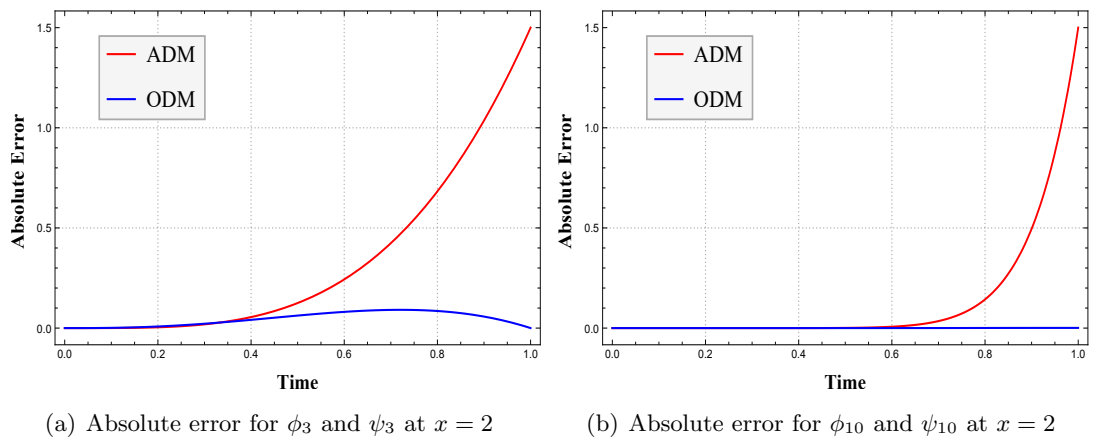 1.5
1.0
0.5
0.0
Absolute Error
ADM
ODM
0.0 0.2 0.4 0.6 0.8 1.0
Time
(a) Absolute error for ϕ₃ and ψ₃ at x = 2
1.5
1.0
0.5
0.0
Absolute Error
ADM
ODM
0.0 0.2 0.4 0.6 0.8 1.0
Time
(b) Absolute error for ϕ₁₀ and ψ₁₀ at x = 2